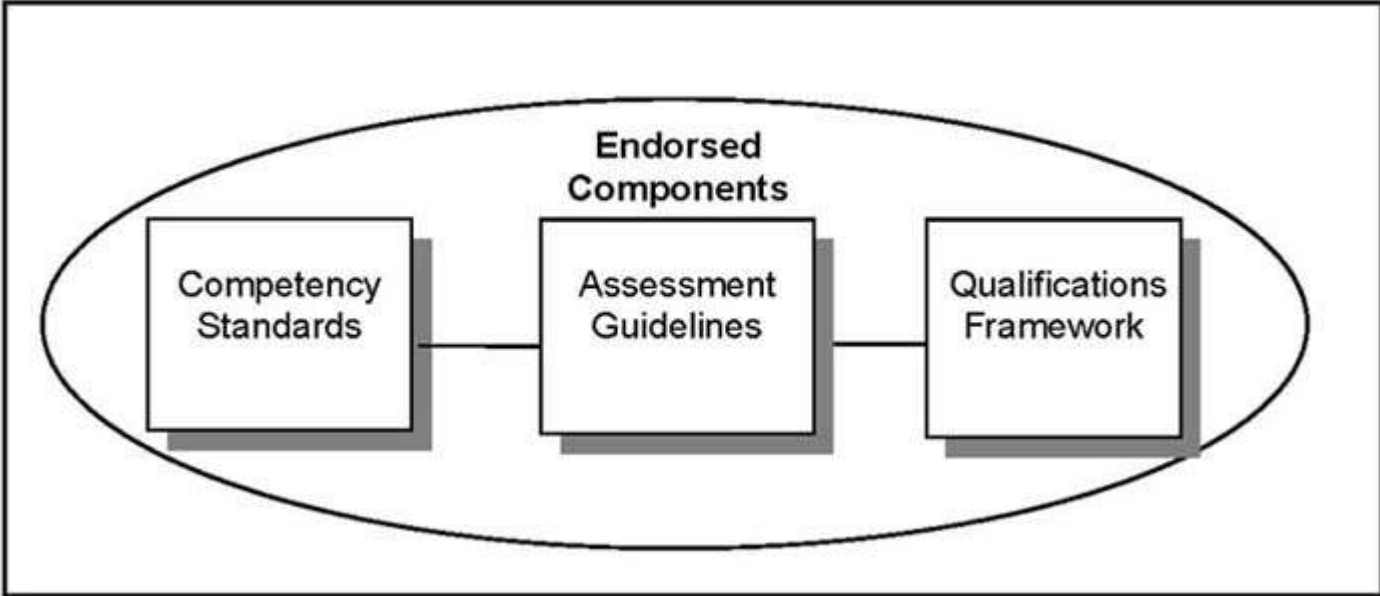 Endorsed
Components
Competency
Standards
Assessment
Guidelines
Qualifications
Framework